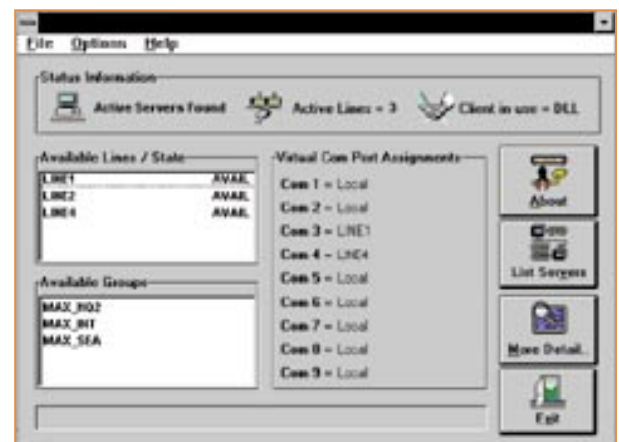 File Options Help
Status Information
Active Servers Found
Active Lines = 3
Client in use = DLL
Available Lines / State
LINE1 AVAIL
LINE2 AVAIL
LINE4 AVAIL
Available Groups
MAX_HQ2
MAX_INT
MAX_SEA
Virtual Com Port Assignments
Com 1 = Local
Com 2 = Local
Com 3 = LINE1
Com 4 = LINE4
Com 5 = Local
Com 6 = Local
Com 7 = Local
Com 8 = Local
Com 9 = Local
About
List Servers
More Detail..
Exit